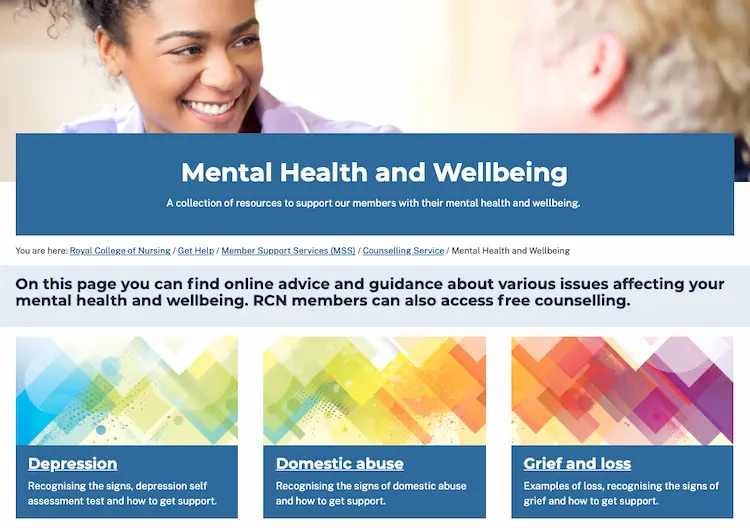 Mental Health and Wellbeing
A collection of resources to support our members with their mental health and wellbeing.
You are here: Royal College of Nursing / Get Help / Member Support Services (MSS) / Counselling Service / Mental Health and Wellbeing
On this page you can find online advice and guidance about various issues affecting your
mental health and wellbeing. RCN members can also access free counselling.
Depression
Recognising the signs, depression self
assessment test and how to get support.
Domestic abuse
Recognising the signs of domestic abuse
and how to get support.
Grief and loss
Examples of loss, recognising the signs of
grief and how to get support.